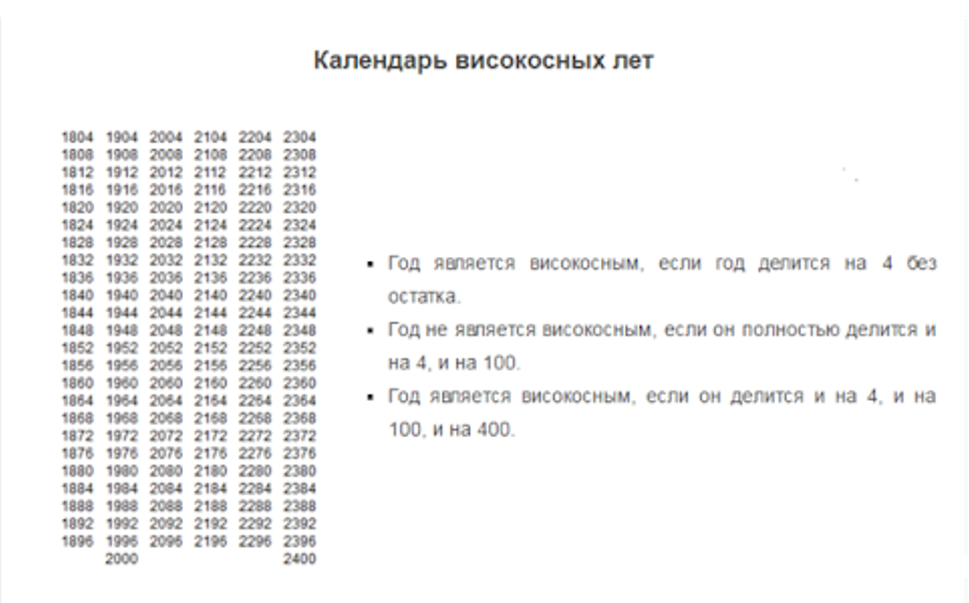 Календарь високосных лет
1804 1904 2004 2104 2204 2304
1808 1908 2008 2108 2208 2308
1812 1912 2012 2112 2212 2312
1816 1916 2016 2116 2216 2316
1820 1920 2020 2120 2220 2320
1824 1924 2024 2124 2224 2324
1828 1928 2028 2128 2228 2328
1832 1932 2032 2132 2232 2332
1836 1936 2036 2136 2236 2336
1840 1940 2040 2140 2240 2340
1844 1944 2044 2144 2244 2344
1848 1948 2048 2148 2248 2348
1852 1952 2052 2152 2252 2352
1856 1956 2056 2156 2256 2356
1860 1960 2060 2160 2260 2360
1864 1964 2064 2164 2264 2364
1868 1968 2068 2168 2268 2368
1872 1972 2072 2172 2272 2372
1876 1976 2076 2176 2276 2376
1880 1980 2080 2180 2280 2380
1884 1984 2084 2184 2284 2384
1888 1988 2088 2188 2288 2388
1892 1992 2092 2192 2292 2392
1896 1996 2096 2196 2296 2396
2000 2400
▪ Год является високосным, если год делится на 4 без
остатка.
▪ Год не является високосным, если он полностью делится и
на 4, и на 100.
▪ Год является високосным, если он делится и на 4, и на
100, и на 400.